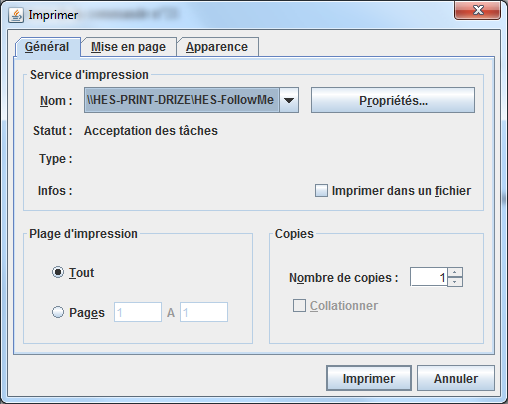 Imprimer
Général Mise en page Apparence
Service d'impression
Nom : \\HES-PRINT-DRIZE\HES-FollowMe Propriétés...
Statut : Acceptation des tâches
Type :
Infos : Imprimer dans un fichier
Plage d'impression Copies
Tout
Nombre de copies : 1
Pages 1 A 1
Collationner
Imprimer Annuler